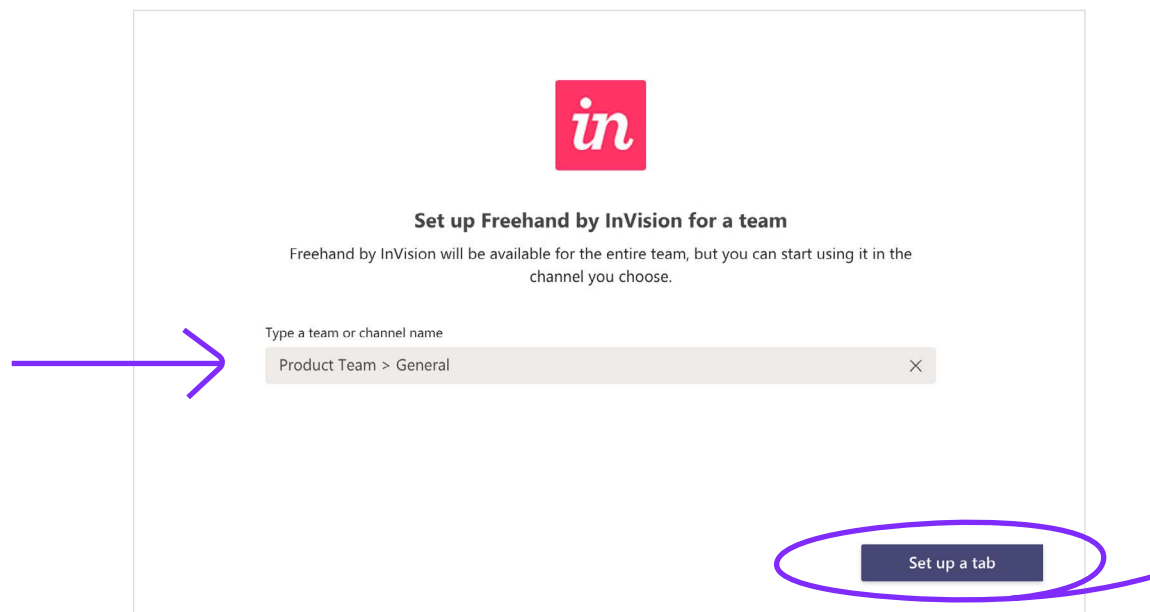 in
Set up Freehand by InVision for a team
Freehand by InVision will be available for the entire team, but you can start using it in the
channel you choose.
Type a team or channel name
Product Team > General
Set up a tab